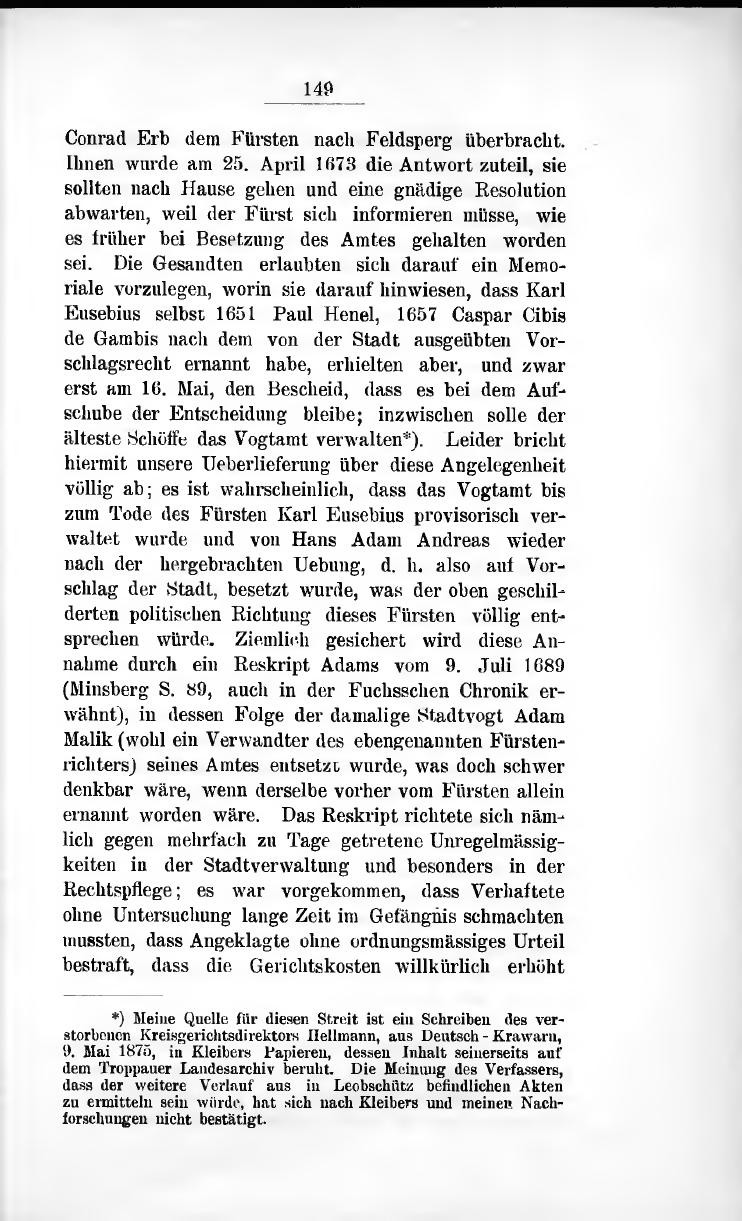 149
Conrad Erb dem Fürsten nach Feldsperg überbracht.
Ihnen wurde am 25. April 1673 die Antwort zuteil, sie
sollten nach Hause gehen und eine gnädige Resolution
abwarten, weil der Fürst sich informieren müsse, wie
es früher bei Besetzung des Amtes gehalten worden
sei. Die Gesandten erlaubten sich darauf ein Memo-
riale vorzulegen, worin sie darauf hinwiesen, dass Karl
Eusebius selbst 1651 Paul Henel, 1657 Caspar Cibis
de Gambis nach dem von der Stadt ausgeübten Vor-
schlagsrecht ernannt habe, erhielten aber, und zwar
erst am 16. Mai, den Bescheid, dass es bei dem Auf-
schube der Entscheidung bleibe; inzwischen solle der
älteste Schöffe das Vogtamt verwalten*). Leider bricht
hiermit unsere Ueberlieferung über diese Angelegenheit
völlig ab; es ist wahrscheinlich, dass das Vogtamt bis
zum Tode des Fürsten Karl Eusebius provisorisch ver-
waltet wurde und von Hans Adam Andreas wieder
nach der hergebrachten Uebung, d. h. also auf Vor-
schlag der Stadt, besetzt wurde, was der oben geschil-
derten politischen Richtung dieses Fürsten völlig ent-
sprechen würde. Ziemlich gesichert wird diese An-
nahme durch ein Reskript Adams vom 9. Juli 1689
(Minsberg S. 89, auch in der Fuchsschen Chronik er-
wähnt), in dessen Folge der damalige Stadtvogt Adam
Malik (wohl ein Verwandter des ebengenannten Fürsten-
richters) seines Amtes entsetzt wurde, was doch schwer
denkbar wäre, wenn derselbe vorher vom Fürsten allein
ernannt worden wäre. Das Reskript richtete sich näm-
lich gegen mehrfach zu Tage getretene Unregelmässig-
keiten in der Stadtverwaltung und besonders in der
Rechtspflege; es war vorgekommen, dass Verhaftete
ohne Untersuchung lange Zeit im Gefängnis schmachten
mussten, dass Angeklagte ohne ordnungsmässiges Urteil
bestraft, dass die Gerichtskosten willkürlich erhöht
*) Meine Quelle für diesen Streit ist ein Schreiben des ver-
storbenen Kreisgerichtsdirektors Hellmann, aus Deutsch-Krawarn,
9. Mai 1875, in Kleibers Papieren, dessen Inhalt seinerseits auf
dem Troppauer Landesarchiv beruht. Die Meinung des Verfassers,
dass der weitere Verlauf aus in Leobschütz befindlichen Akten
zu ermitteln sein würde, hat sich nach Kleibers und meinen Nach-
forschungen nicht bestätigt.